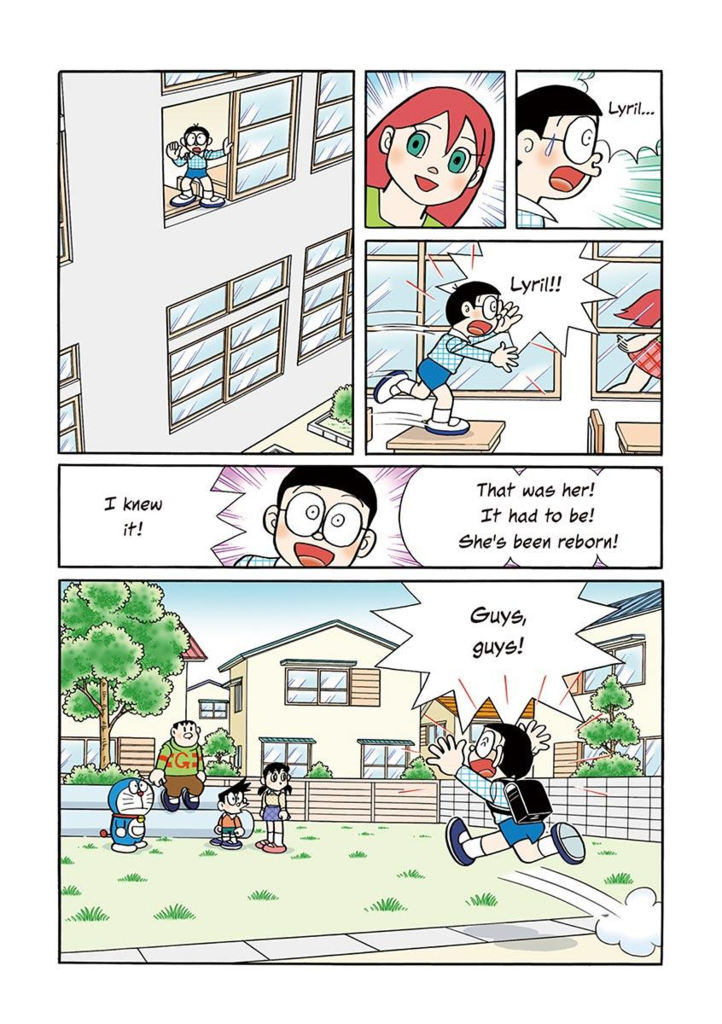 Lyril...
Lyril!!
I knew
it!
That was her!
It had to be!
She's been reborn!
Guys,
guys!
G